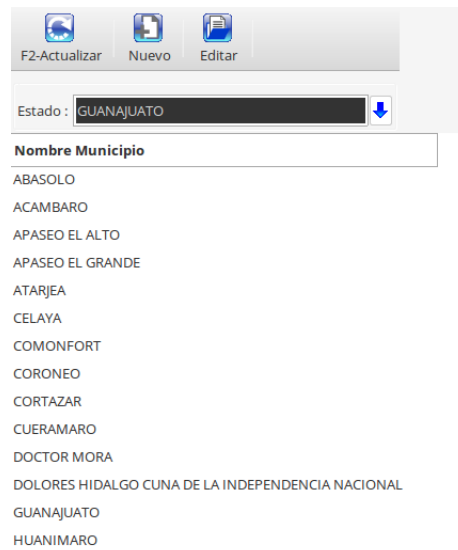 F2-Actualizar Nuevo Editar
Estado : GUANAJUATO
Nombre Municipio
ABASOLO
ACAMBARO
APASEO EL ALTO
APASEO EL GRANDE
ATARJEA
CELAYA
COMONFORT
CORONEO
CORTAZAR
CUERAMARO
DOCTOR MORA
DOLORES HIDALGO CUNA DE LA INDEPENDENCIA NACIONAL
GUANAJUATO
HUANIMARO